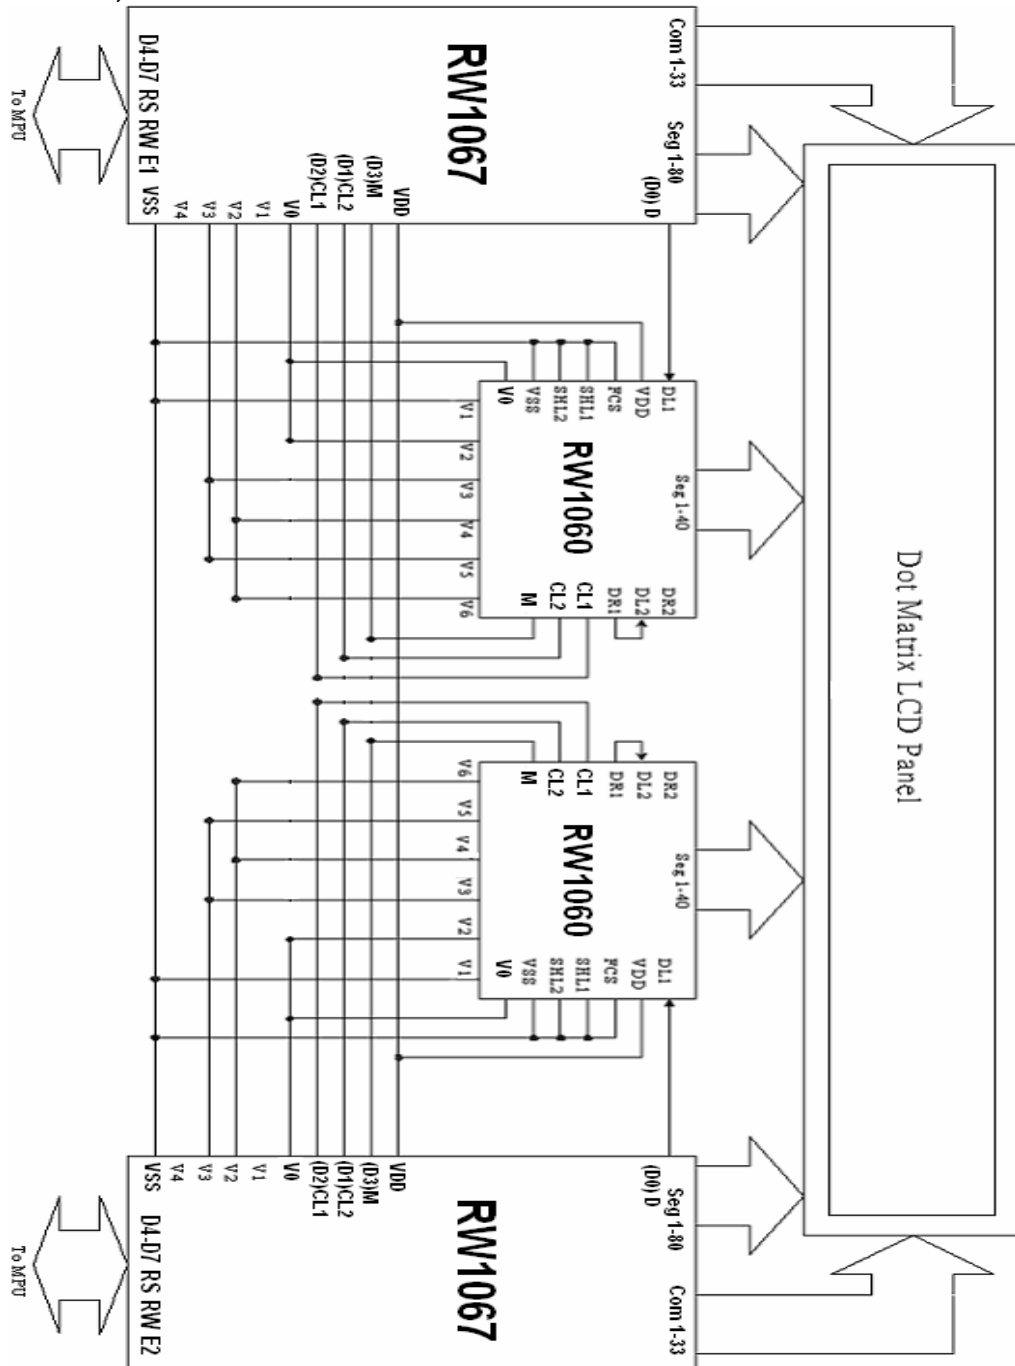 D4-D7 RS RW E1
RW1067
Com 1-33
Seg 1-80
(D0) D
To MPU
VSS
V4
V3
V2
V1
V0
(D2)CL1
(D1)CL2
(D3)M
VDD
V0
VSS
SHL2
SHL1
FCS
VDD
DL1
V1
V2
V3
V4
V5
V6
RW1060
Seg 1-40
M
CL2
CL1
DR1
DL2
DR2
Dot Matrix LCD Panel
M
CL2
CL1
DR1
DL2
DR2
V6
V5
V4
V3
V2
V1
RW1060
Seg 1-40
V0
VSS
SHL2
SHL1
FCS
VDD
DL1
VSS
V4
V3
V2
V1
V0
(D2)CL1
(D1)CL2
(D3)M
VDD
(D0) D
Seg 1-80
Com 1-33
RW1067
D4-D7 RS RW E2
To MPU